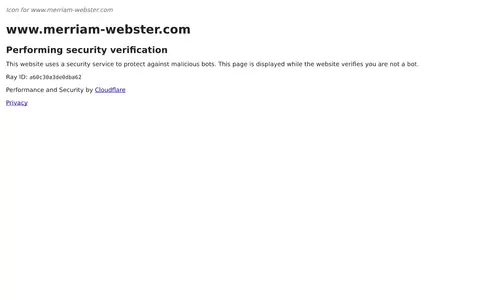 Icon for www.merriam-webster.com
www.merriam-webster.com
Performing security verification
This website uses a security service to protect against malicious bots. This page is displayed while the website verifies you are not a bot.
Ray ID: a60c30a3de0dba62
Performance and Security by Cloudflare
Privacy